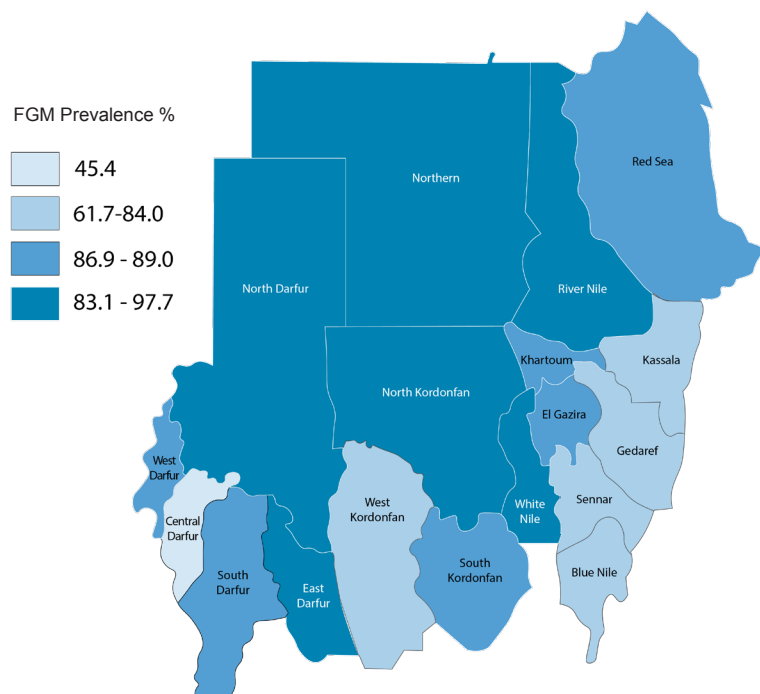 FGM Prevalence %
45.4
61.7-84.0
86.9 - 89.0
83.1 - 97.7
Northern
Red Sea
North Darfur
River Nile
Khartoum
Kassala
North Kordonfan
El Gazira
Gedaref
West
Darfur
Central
Darfur
South
Darfur
East
Darfur
West
Kordonfan
South
Kordonfan
White
Nile
Sennar
Blue Nile